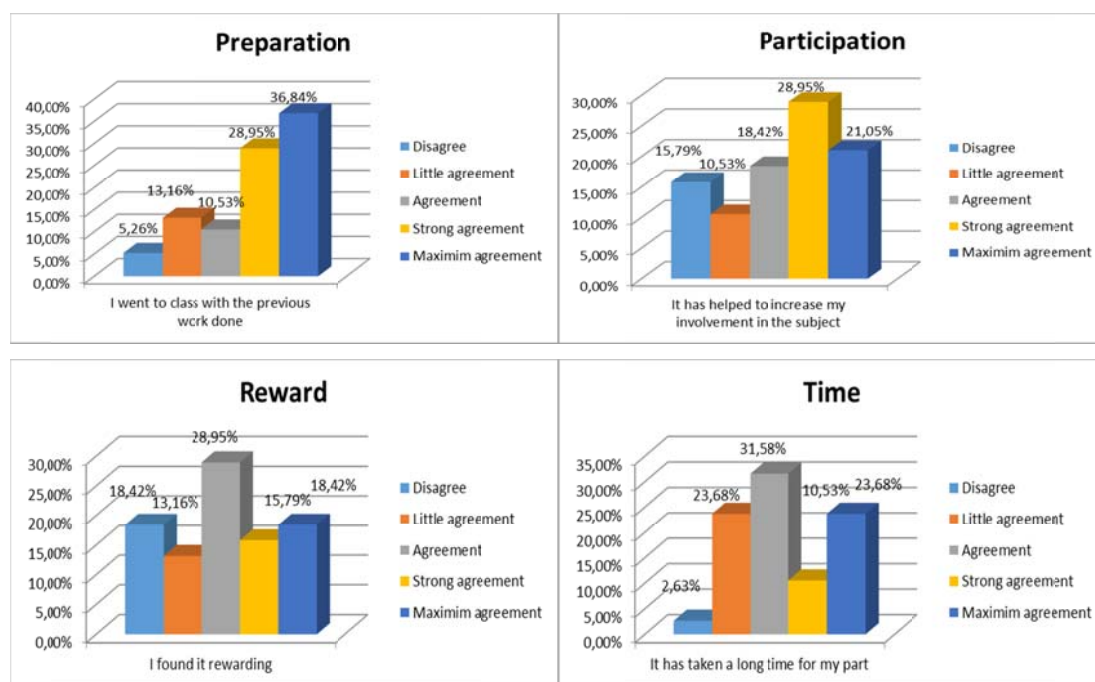 Preparation
40,00%
35,00%
30,00%
25,00%
20,00%
15,00%
10,00%
5,00%
0,00%
5,26%
13,16%
10,53%
28,95%
36,84%
I went to class with the previous
work done
Disagree
Little agreement
Agreement
Strong agreement
Maximim agreement
Participation
30,00%
25,00%
20,00%
15,00%
10,00%
5,00%
0,00%
15,79%
10,53%
18,42%
28,95%
21,05%
It has helped to increase my
involvement in the subject
Disagree
Little agreement
Agreement
Strong agreement
Maximim agreement
Reward
30,00%
25,00%
20,00%
15,00%
10,00%
5,00%
0,00%
18,42%
13,16%
28,95%
15,79%
18,42%
I found it rewarding
Disagree
Little agreement
Agreement
Strong agreement
Maximim agreement
Time
35,00%
30,00%
25,00%
20,00%
15,00%
10,00%
5,00%
0,00%
2,63%
23,68%
31,58%
10,53%
23,68%
It has taken a long time for my part
Disagree
Little agreement
Agreement
Strong agreement
Maximim agreement